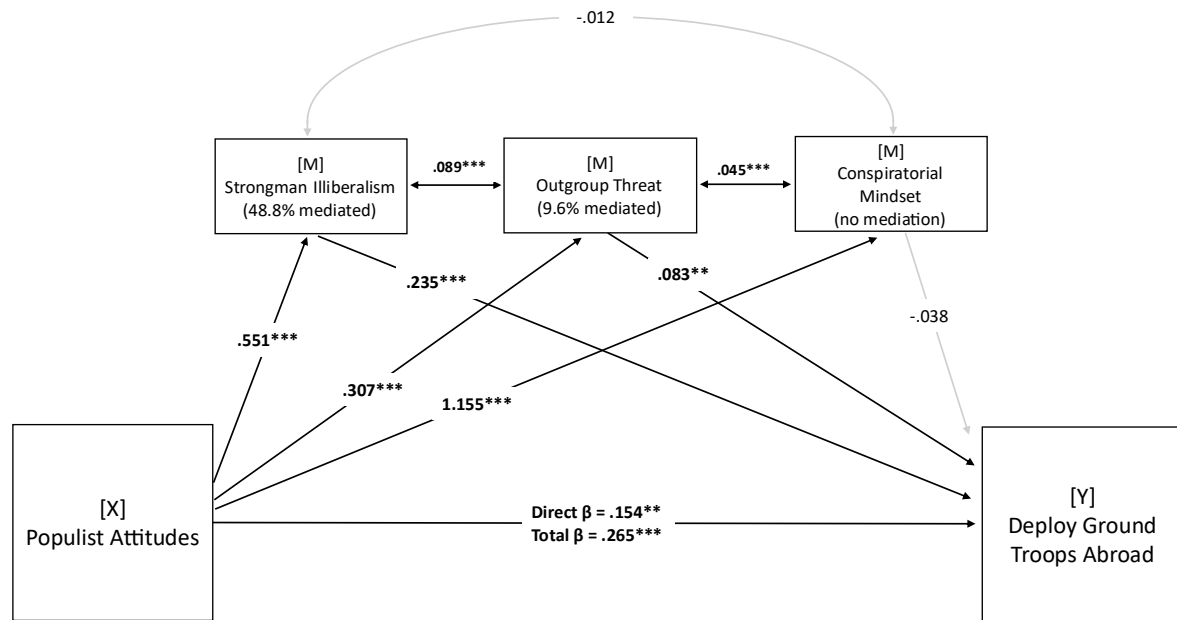 -.012
[M]
Strongman Illiberalism
(48.8% mediated)
.089***
[M]
Outgroup Threat
(9.6% mediated)
.045***
[M]
Conspiratorial
Mindset
(no mediation)
.235***
.083**
-.038
.551***
.307***
1.155***
[X]
Populist Attitudes
Direct β = .154**
Total β = .265***
[Y]
Deploy Ground
Troops Abroad